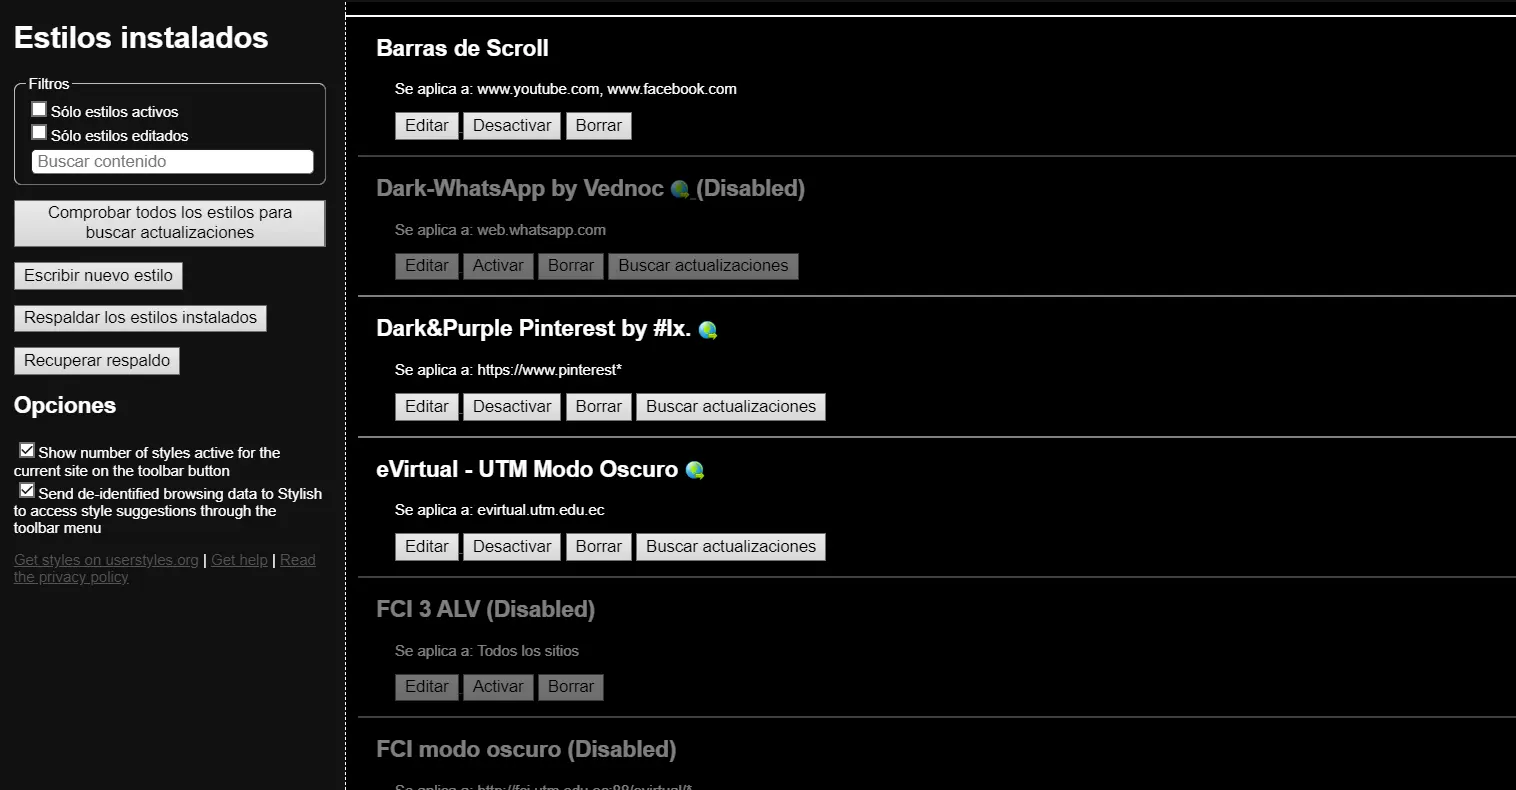 Estilos instalados
Filtros
Sólo estilos activos
Sólo estilos editados
Buscar contenido
Comprobar todos los estilos para
buscar actualizaciones
Escribir nuevo estilo
Respaldar los estilos instalados
Recuperar respaldo
Opciones
Show number of styles active for the
current site on the toolbar button
Send de-identified browsing data to Stylish
to access style suggestions through the
toolbar menu
Get styles on userstyles.org | Get help | Read
the privacy policy
Barras de Scroll
Se aplica a: www.youtube.com, www.facebook.com
Editar Desactivar Borrar
Dark-WhatsApp by Vednoc (Disabled)
Se aplica a: web.whatsapp.com
Editar Activar Borrar Buscar actualizaciones
Dark&Purple Pinterest by #Ix.
Se aplica a: https://www.pinterest*
Editar Desactivar Borrar Buscar actualizaciones
eVirtual - UTM Modo Oscuro
Se aplica a: evirtual.utm.edu.ec
Editar Desactivar Borrar Buscar actualizaciones
FCI 3 ALV (Disabled)
Se aplica a: Todos los sitios
Editar Activar Borrar
FCI modo oscuro (Disabled)
Se aplica a: